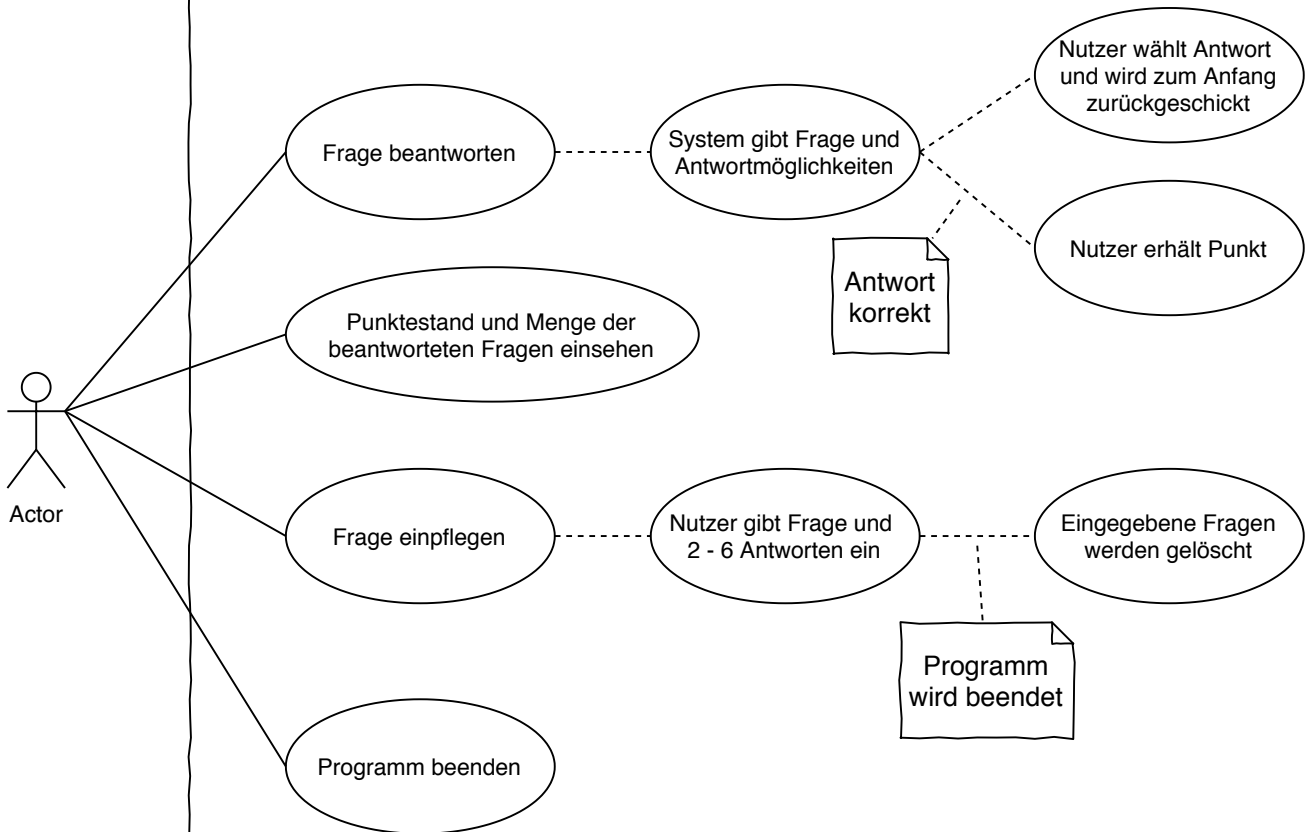 Nutzer wählt Antwort
und wird zum Anfang
zurückgeschickt
Frage beantworten
System gibt Frage und
Antwortmöglichkeiten
Nutzer erhält Punkt
Antwort
korrekt
Punktestand und Menge der
beantworteten Fragen einsehen
Actor
Frage einpflegen
Nutzer gibt Frage und
2 - 6 Antworten ein
Eingegebene Fragen
werden gelöscht
Programm
wird beendet
Programm beenden